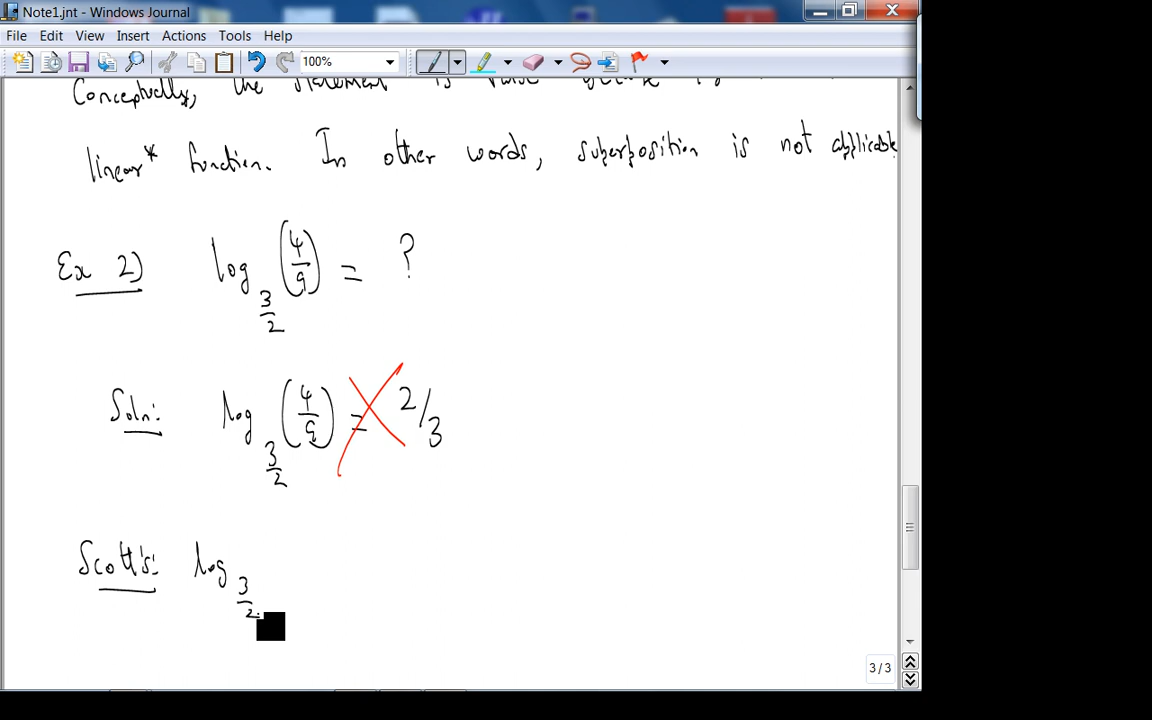 Note1.jnt - Windows Journal
File Edit View Insert Actions Tools Help
100%
Conceptually, the statement is
linear* function. In other words, superposition is not applicable
Ex 2) log_{3/2} (4/9) = ?
Soln: log_{3/2} (4/9) = 2/3
Scott's: log_{3/2}
3/3